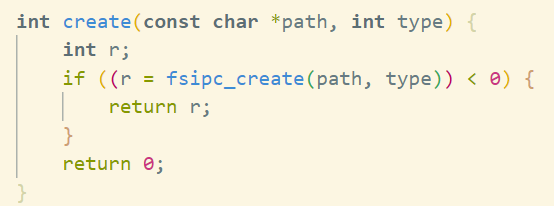 int create(const char *path, int type) {
    int r;
    if ((r = fsipc_create(path, type)) < 0) {
        return r;
    }
    return 0;
}